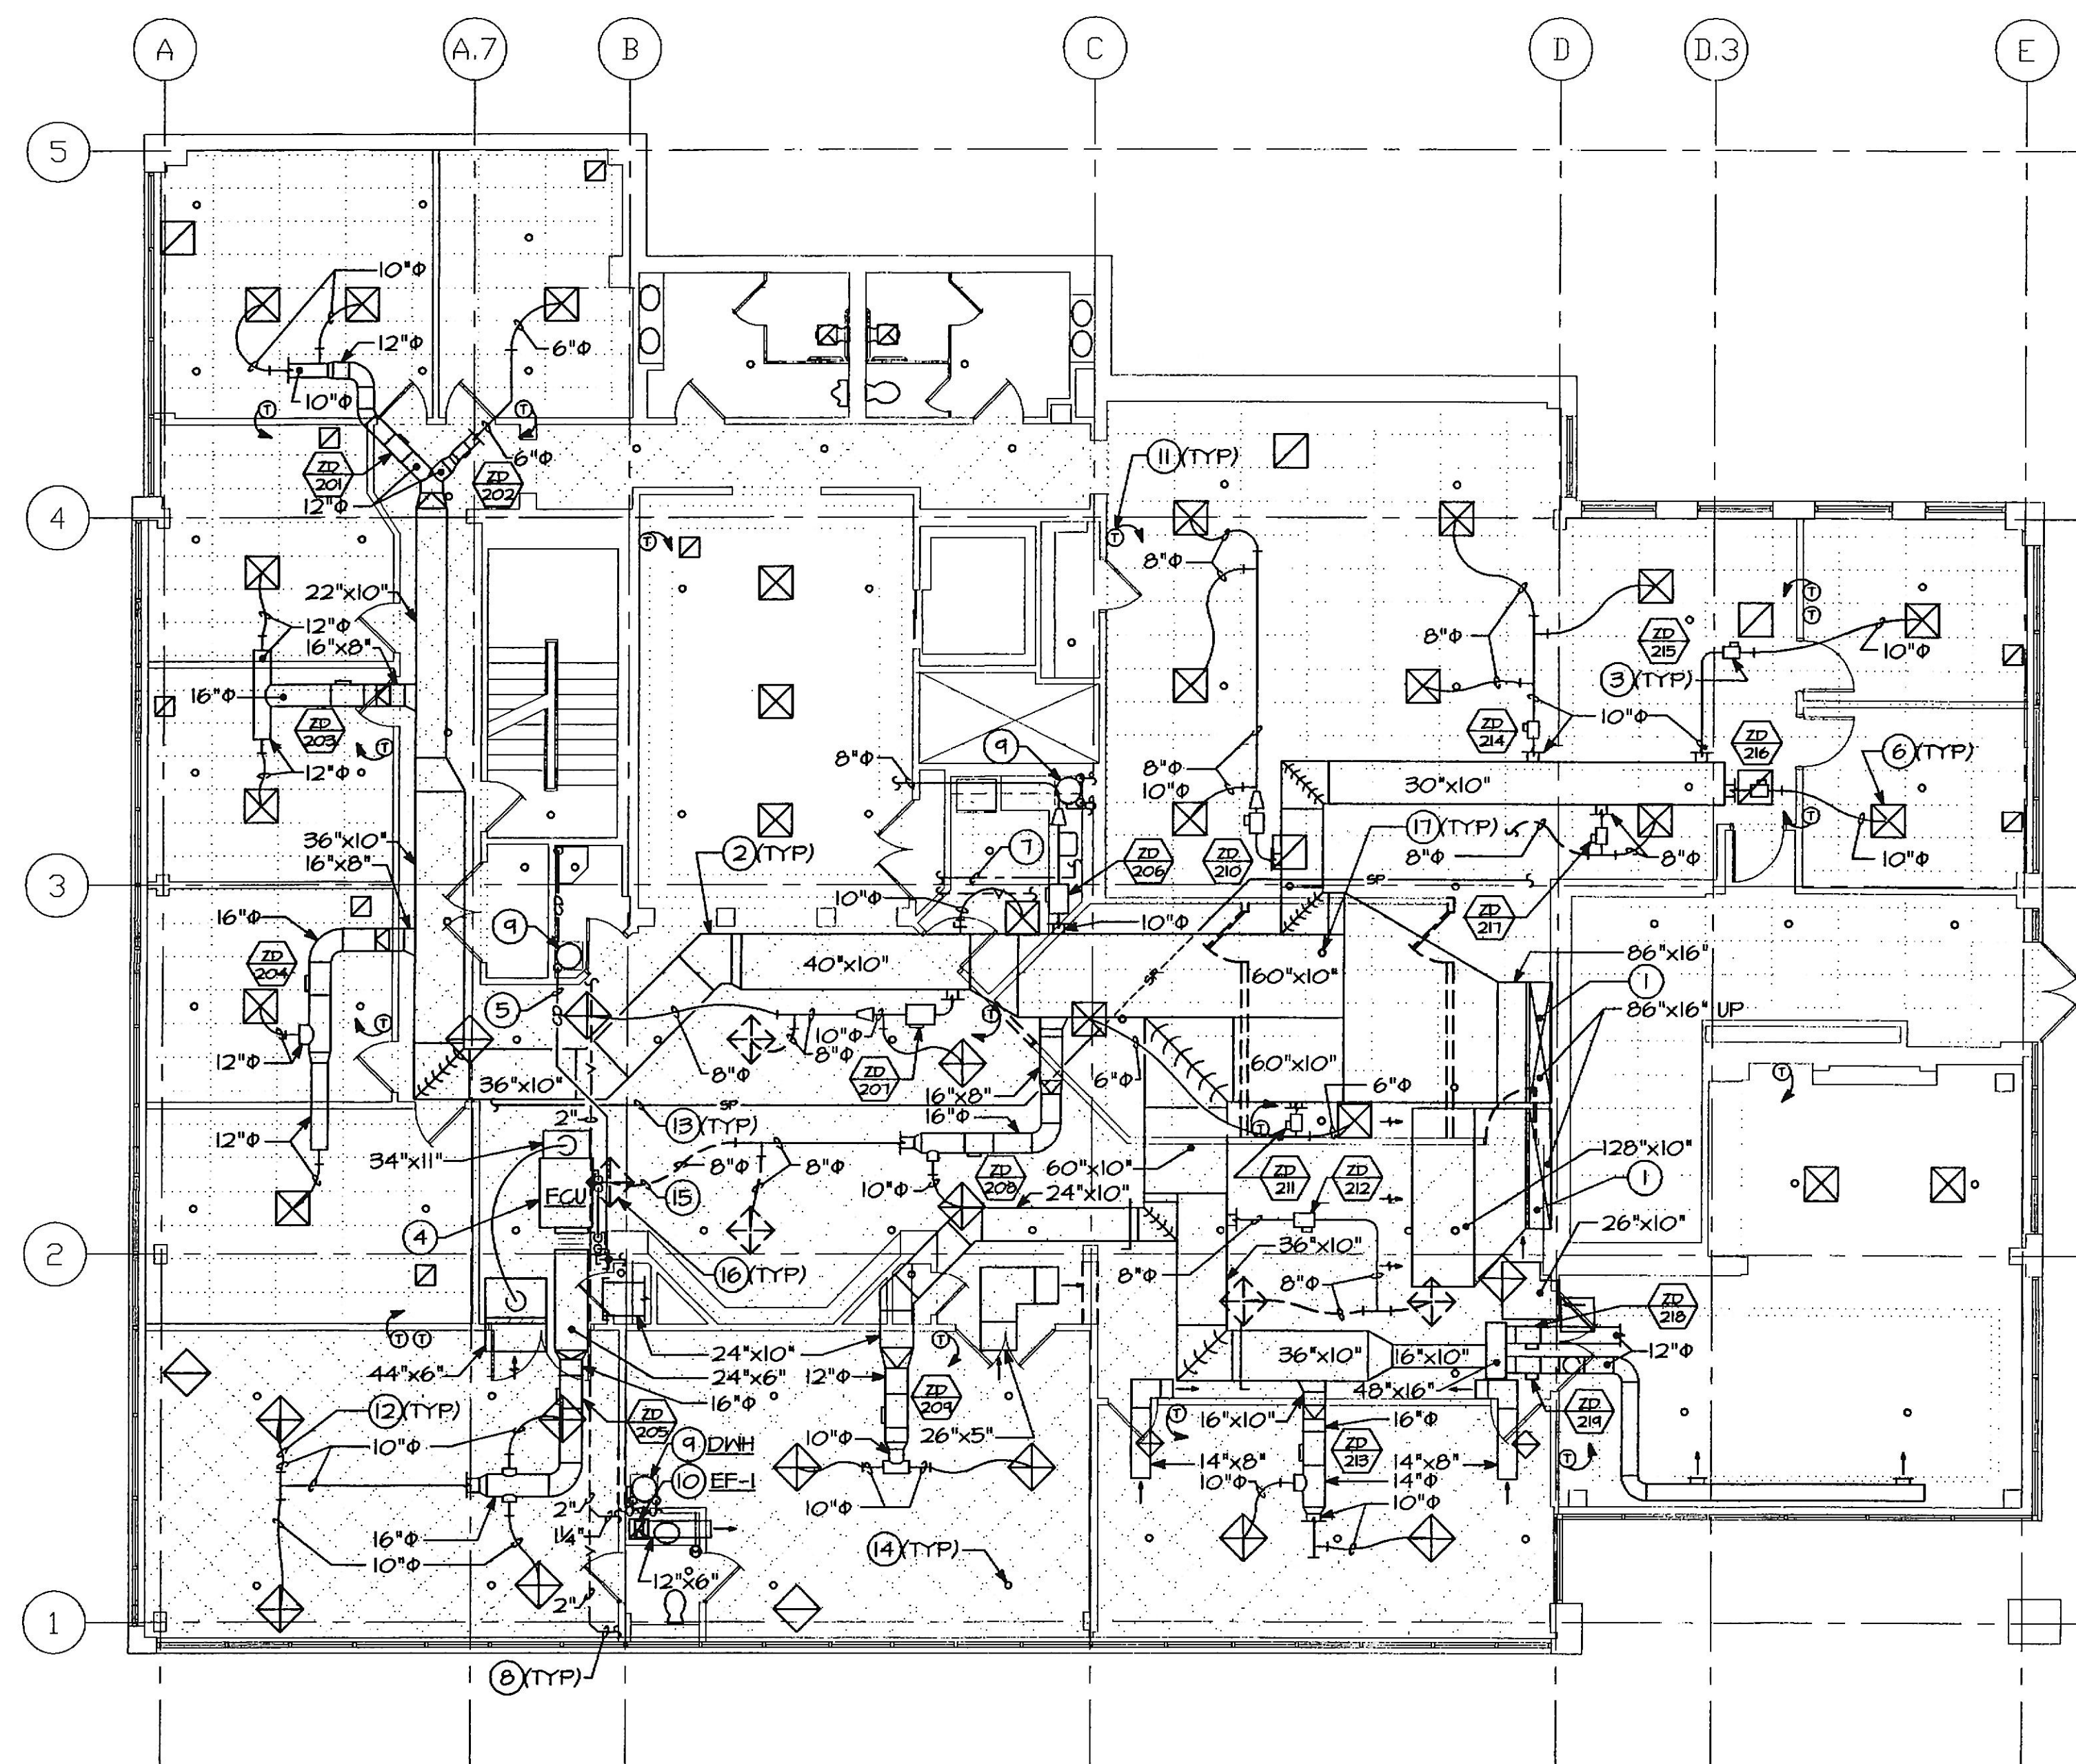 A
A.7
B
C
D
D.3
E
5
10"Φ
12"Φ
6"Φ
10"Φ
T
T
6"Φ
11 (TYP)
ZD
201
ZD
202
12"Φ
4
T
T
8"Φ
22"x10"
T
T
12"Φ
16"x8"
8"Φ
ZD
215
10"Φ
16"Φ
3 (TYP)
ZD
203
T
10"Φ
ZD
214
ZD
216
6 (TYP)
9
12"Φ
8"Φ
8"Φ
10"Φ
30"x10"
T
36"x10"
16"x8"
2 (TYP)
7
17 (TYP)
8"Φ
8"Φ
10"Φ
ZD
206
ZD
210
3
SP
10"Φ
10"Φ
16"Φ
9
ZD
217
ZD
204
40"x10"
60"x10"
SP
86"x16"
1
5
86"x16" UP
T
T
10"Φ
8"Φ
12"Φ
60"x10"
8"Φ
ZD
207
6"Φ
T
36"x10"
16"x8"
6"Φ
SP
2"
13 (TYP)
16"Φ
T
12"Φ
34"x11"
8"Φ
8"Φ
60"x10"
128"x10"
ZD
208
ZD
211
ZD
212
10"Φ
24"x10"
15
1
FCU
4
26"x10"
2
16 (TYP)
36"x10"
8"Φ
8"Φ
ZD
218
T T
T
24"x10"
36"x10"
16"x10"
12"Φ
44"x6"
24"x6"
12"Φ
48"x16"
12 (TYP)
16"Φ
ZD
209
ZD
205
T
16"x10"
16"Φ
ZD
219
10"Φ
9 DWH
10"Φ
26"x5"
14"x8"
ZD
213
14"x8"
T
10 EF-1
10"Φ
14"Φ
2"
10"Φ
10"Φ
16"Φ
1¼"
10"Φ
14 (TYP)
12"x6"
2"
1
8 (TYP)